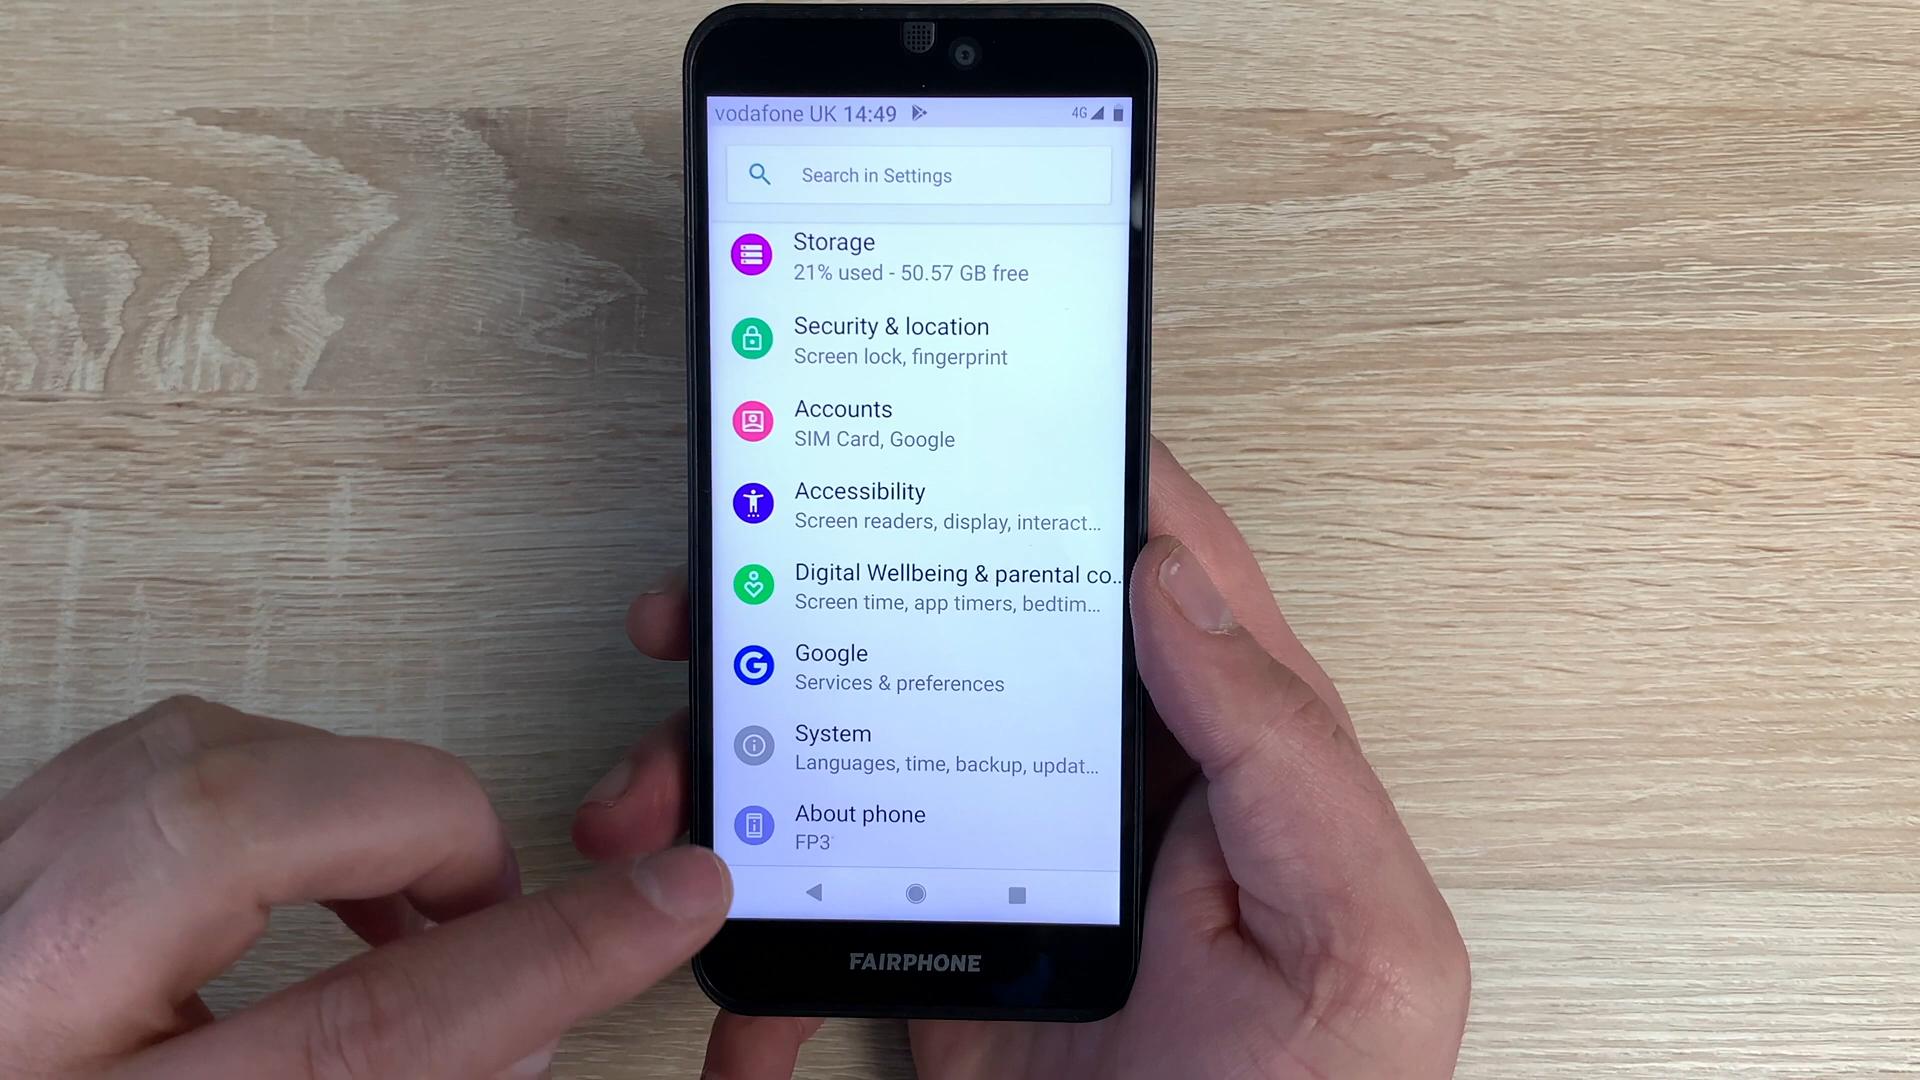 vodafone UK 14:49
4G
Search in Settings
Storage
21% used - 50.57 GB free
Security & location
Screen lock, fingerprint
Accounts
SIM Card, Google
Accessibility
Screen readers, display, interact...
Digital Wellbeing & parental co...
Screen time, app timers, bedtim...
Google
Services & preferences
System
Languages, time, backup, updat...
About phone
FP3
FAIRPHONE